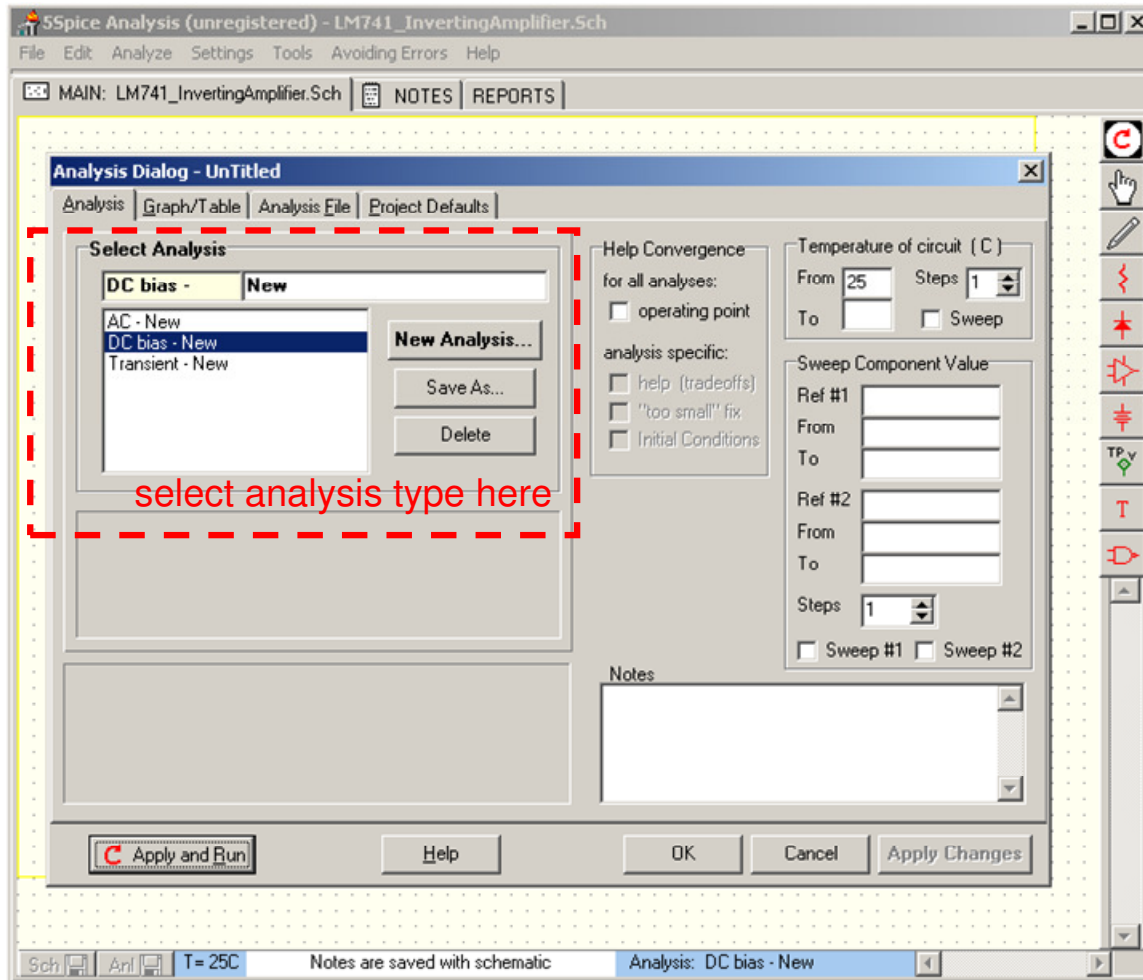 5Spice Analysis (unregistered) - LM741_InvertingAmplifier.Sch
File Edit Analyze Settings Tools Avoiding Errors Help
MAIN: LM741_InvertingAmplifier.Sch NOTES REPORTS
Analysis Dialog - UnTitled
Analysis Graph/Table Analysis File Project Defaults
Select Analysis
DC bias - New
AC - New
DC bias - New
Transient - New
New Analysis...
Save As...
Delete
select analysis type here
Help Convergence
for all analyses:
operating point
analysis specific:
help (tradeoffs)
"too small" fix
Initial Conditions
Temperature of circuit ( C )
From 25 Steps 1
To Sweep
Sweep Component Value
Ref #1
From
To
Ref #2
From
To
Steps 1
Sweep #1 Sweep #2
Notes
Apply and Run Help OK Cancel Apply Changes
TP V
T
Sch Anl T= 25C Notes are saved with schematic Analysis: DC bias - New